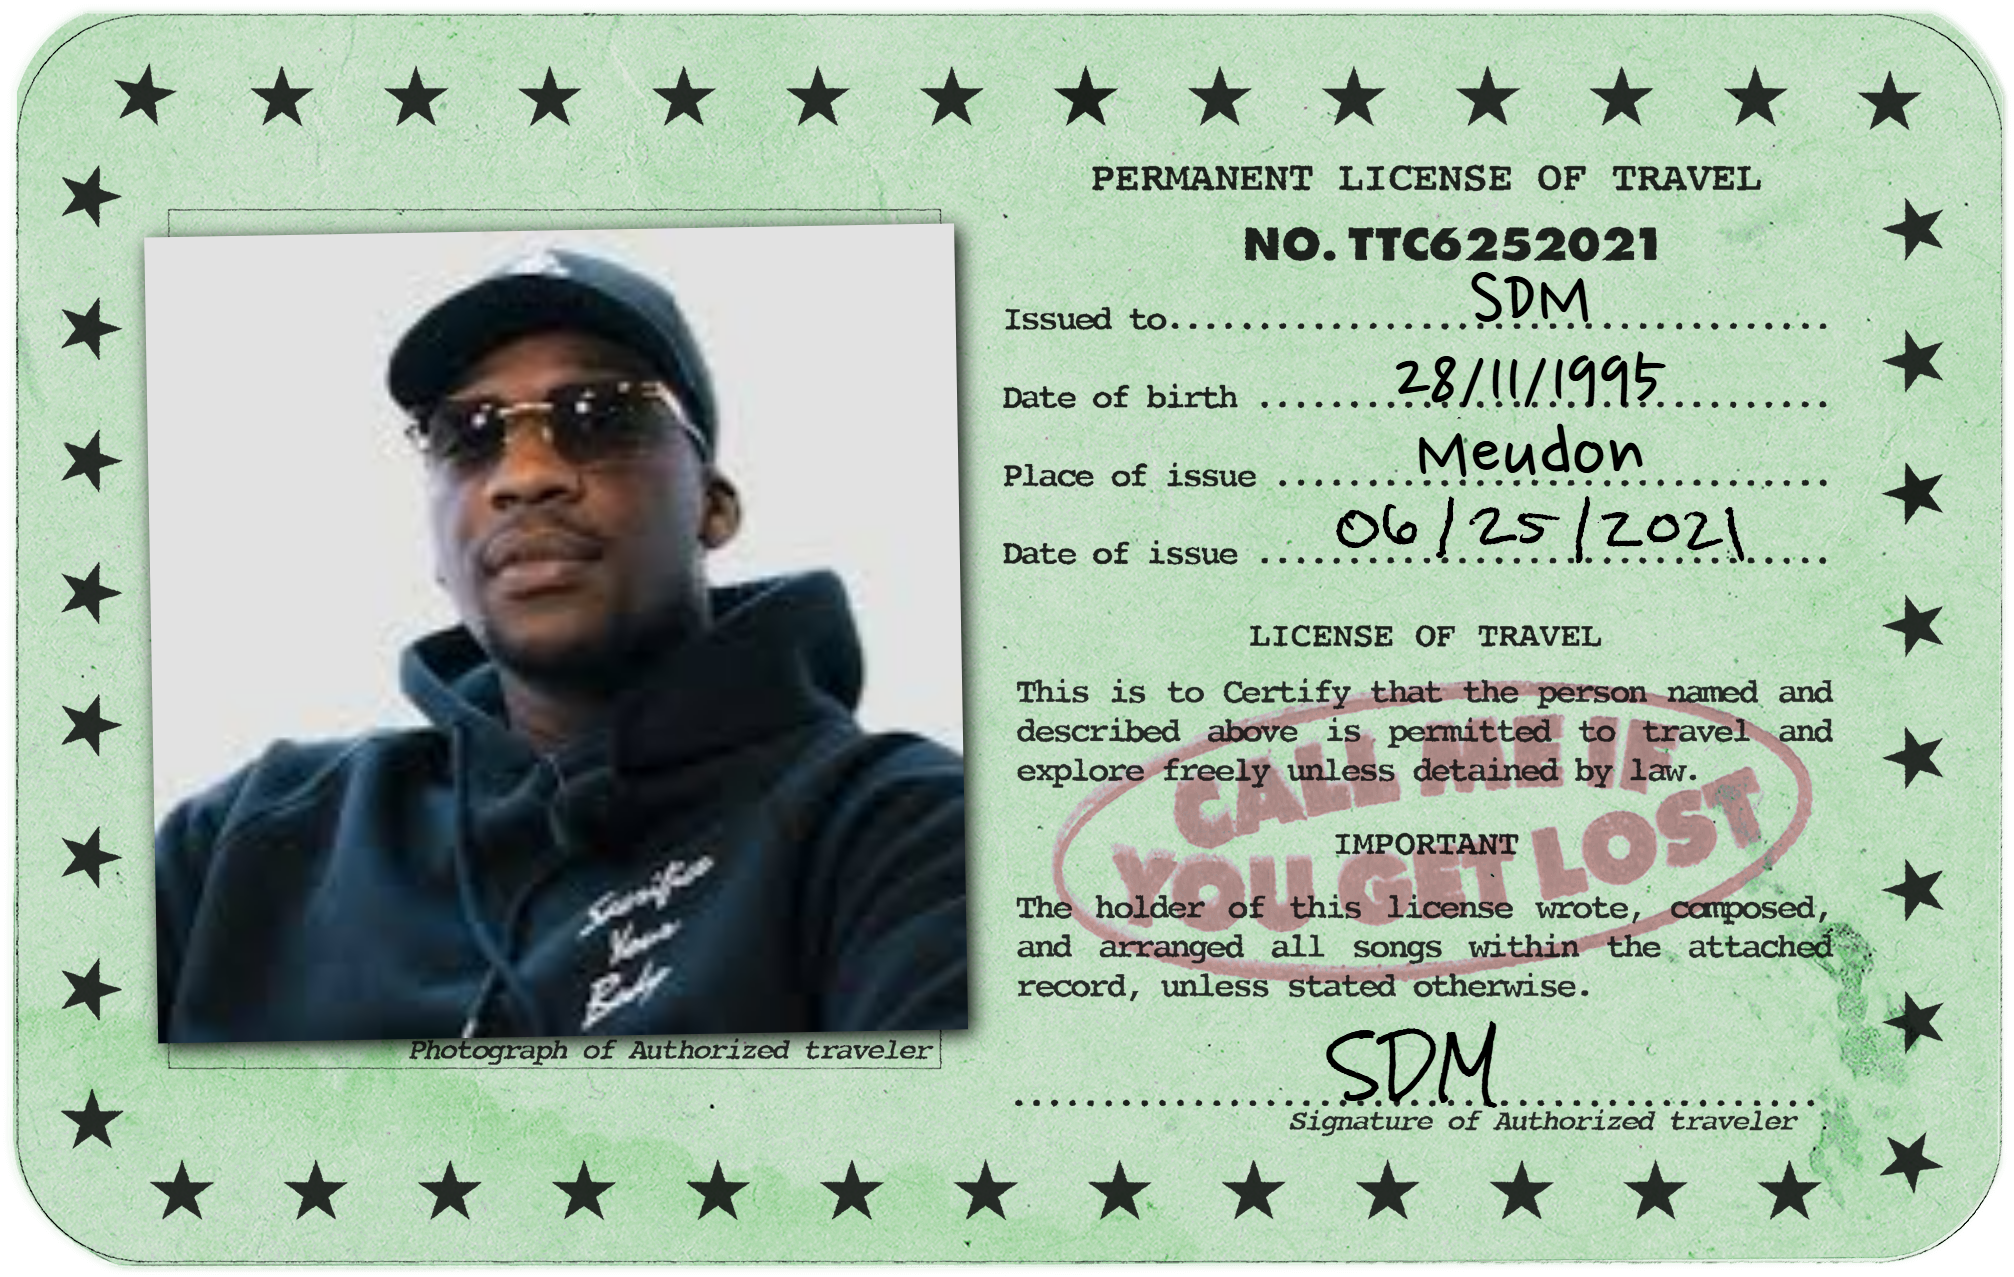 PERMANENT LICENSE OF TRAVEL
NO. TTC6252021
Issued to.......... SDM
Date of birth .......... 28/11/1995
Place of issue .......... Meudon
Date of issue .......... 06/25/2021
LICENSE OF TRAVEL
This is to Certify that the person named and
described above is permitted to travel and
explore freely unless detained by law.
CALL ME IF
YOU GET LOST
IMPORTANT
The holder of this license wrote, composed,
and arranged all songs within the attached
record, unless stated otherwise.
SDM
Signature of Authorized traveler
Your
Photograph of Authorized traveler